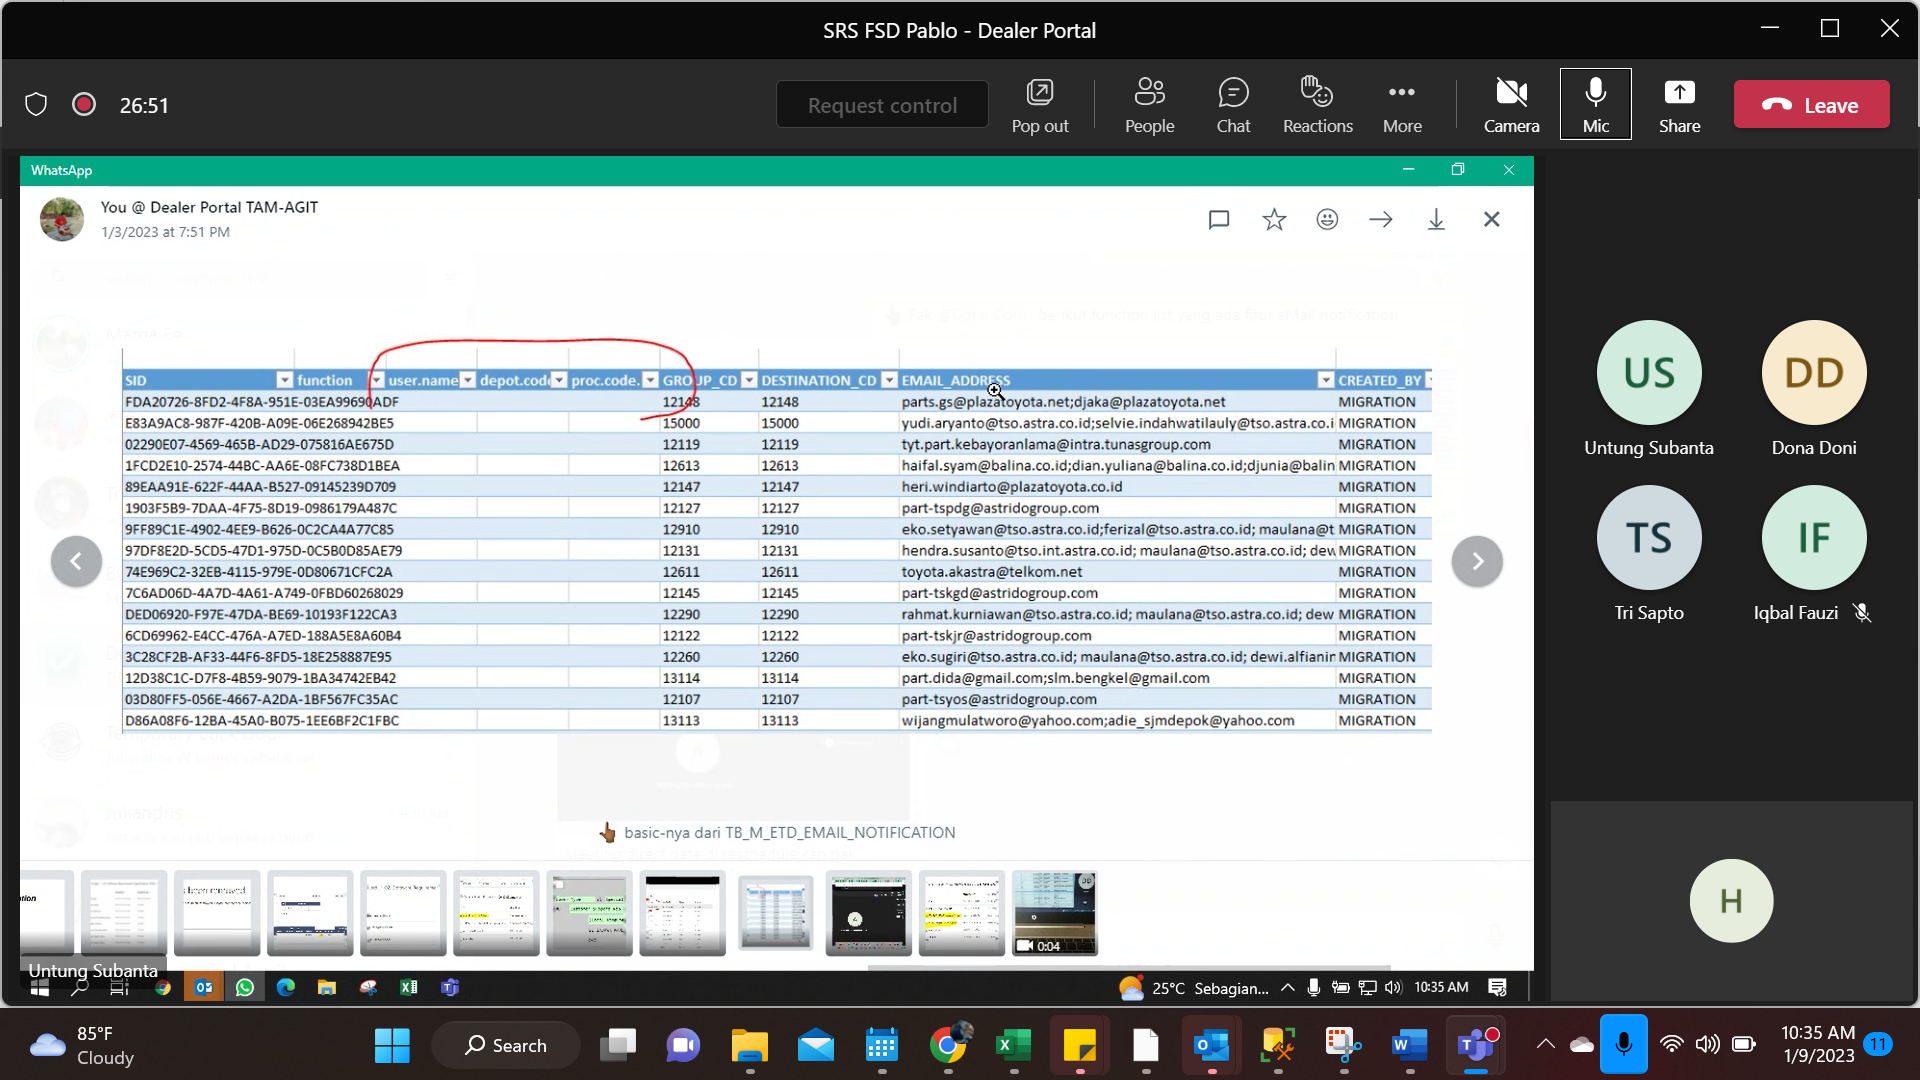 SRS FSD Pablo - Dealer Portal
26:51
Request control
Pop out
People
Chat
Reactions
More
Camera
Mic
Share
Leave
WhatsApp
You @ Dealer Portal TAM-AGIT
1/3/2023 at 7:51 PM
SID function user.name depot.code proc.code. GROUP_CD DESTINATION_CD EMAIL_ADDRESS CREATED_BY
FDA20726-8FD2-4F8A-951E-03EA99690ADF 12148 12148 parts.gs@plazatoyota.net;djaka@plazatoyota.net MIGRATION
E83A9AC8-987F-420B-A09E-06E268942BE5 15000 15000 yudi.aryanto@tso.astra.co.id;selvie.indahwatilauly@tso.astra.co.i MIGRATION
02290E07-4569-465B-AD29-075816AE675D 12119 12119 tyt.part.kebayoranlama@intra.tunasgroup.com MIGRATION
1FCD2E10-2574-44BC-AA6E-08FC738D1BEA 12613 12613 haifal.syam@balina.co.id;dian.yuliana@balina.co.id;djunia@balin MIGRATION
89EAA91E-622F-44AA-B527-09145239D709 12147 12147 heri.windiarto@plazatoyota.co.id MIGRATION
1903F5B9-7DAA-4F75-8D19-0986179A487C 12127 12127 part-tspdg@astridogroup.com MIGRATION
9FF89C1E-4902-4EE9-B626-0C2CA4A77C85 12910 12910 eko.setyawan@tso.astra.co.id;ferizal@tso.astra.co.id; maulana@t MIGRATION
97DF8E2D-5CD5-47D1-975D-0C5B0D85AE79 12131 12131 hendra.susanto@tso.int.astra.co.id; maulana@tso.astra.co.id; dew MIGRATION
74E969C2-32EB-4115-979E-0D80671CFC2A 12611 12611 toyota.akastra@telkom.net MIGRATION
7C6AD06D-4A7D-4A61-A749-0FBD60268029 12145 12145 part-tskgd@astridogroup.com MIGRATION
DED06920-F97E-47DA-BE69-10193F122CA3 12290 12290 rahmat.kurniawan@tso.astra.co.id; maulana@tso.astra.co.id; dew MIGRATION
6CD69962-E4CC-476A-A7ED-188A5E8A60B4 12122 12122 part-tskjr@astridogroup.com MIGRATION
3C28CF2B-AF33-44F6-8FD5-18E258887E95 12260 12260 eko.sugiri@tso.astra.co.id; maulana@tso.astra.co.id; dewi.alfianin MIGRATION
12D38C1C-D7F8-4B59-9079-1BA34742EB42 13114 13114 part.dida@gmail.com;slm.bengkel@gmail.com MIGRATION
03D80FF5-056E-4667-A2DA-1BF567FC35AC 12107 12107 part-tsyos@astridogroup.com MIGRATION
D86A08F6-12BA-45A0-B075-1EE6BF2C1FBC 13113 13113 wijangmulatworo@yahoo.com;adie_sjmdepok@yahoo.com MIGRATION
basic-nya dari TB_M_ETD_EMAIL_NOTIFICATION
0:04
Untung Subanta
25°C Sebagian...
10:35 AM
US
Untung Subanta
DD
Dona Doni
TS
Tri Sapto
IF
Iqbal Fauzi
H
85°F
Cloudy
Search
10:35 AM
1/9/2023
11